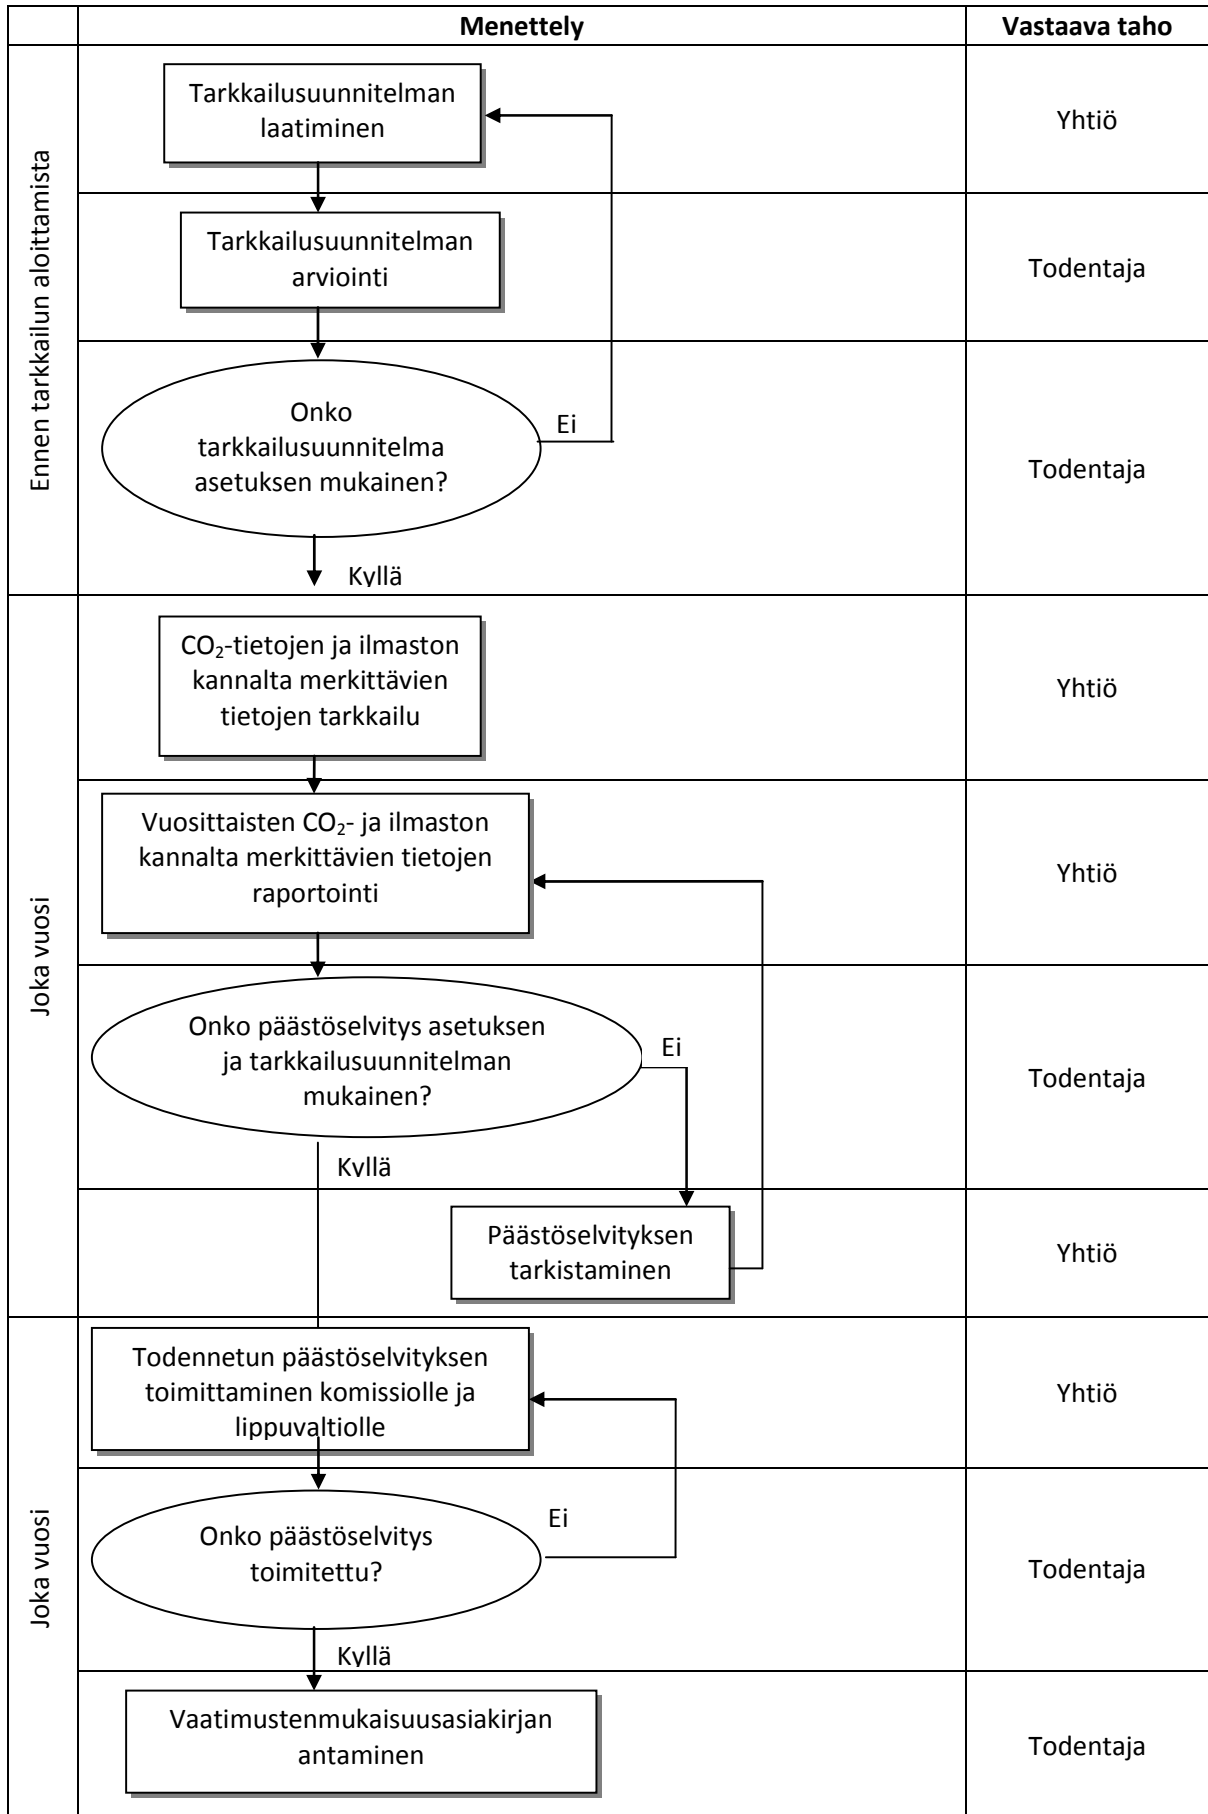 Menettely
Vastaava taho
Ennen tarkkailun aloittamista
Tarkkailusuunnitelman
laatiminen
Yhtiö
Tarkkailusuunnitelman
arviointi
Todentaja
Onko
tarkkailusuunnitelma
asetuksen mukainen?
Ei
Todentaja
Kyllä
Joka vuosi
CO₂-tietojen ja ilmaston
kannalta merkittävien
tietojen tarkkailu
Yhtiö
Vuosittaisten CO₂- ja ilmaston
kannalta merkittävien tietojen
raportointi
Yhtiö
Onko päästöselvitys asetuksen
ja tarkkailusuunnitelman
mukainen?
Ei
Todentaja
Kyllä
Päästöselvityksen
tarkistaminen
Yhtiö
Joka vuosi
Todennetun päästöselvityksen
toimittaminen komissiolle ja
lippuvaltiolle
Yhtiö
Onko päästöselvitys
toimitettu?
Ei
Todentaja
Kyllä
Vaatimustenmukaisuusasiakirjan
antaminen
Todentaja